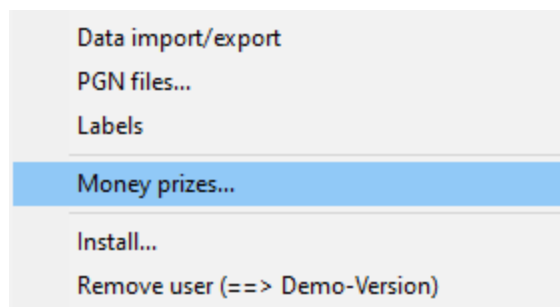 Data import/export
PGN files...
Labels
Money prizes...
Install...
Remove user (==> Demo-Version)